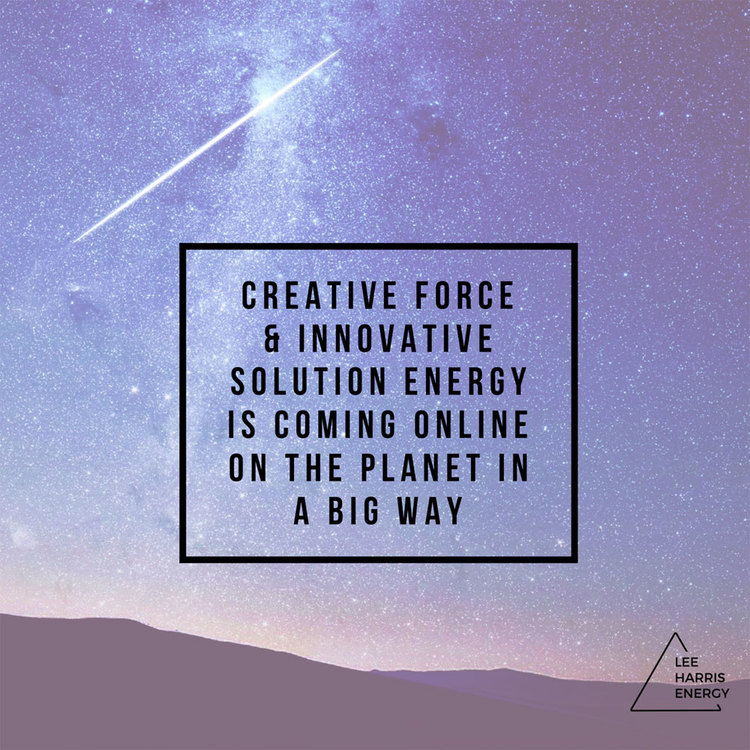 CREATIVE FORCE
& INNOVATIVE
SOLUTION ENERGY
IS COMING ONLINE
ON THE PLANET IN
A BIG WAY
LEE
HARRIS
ENERGY